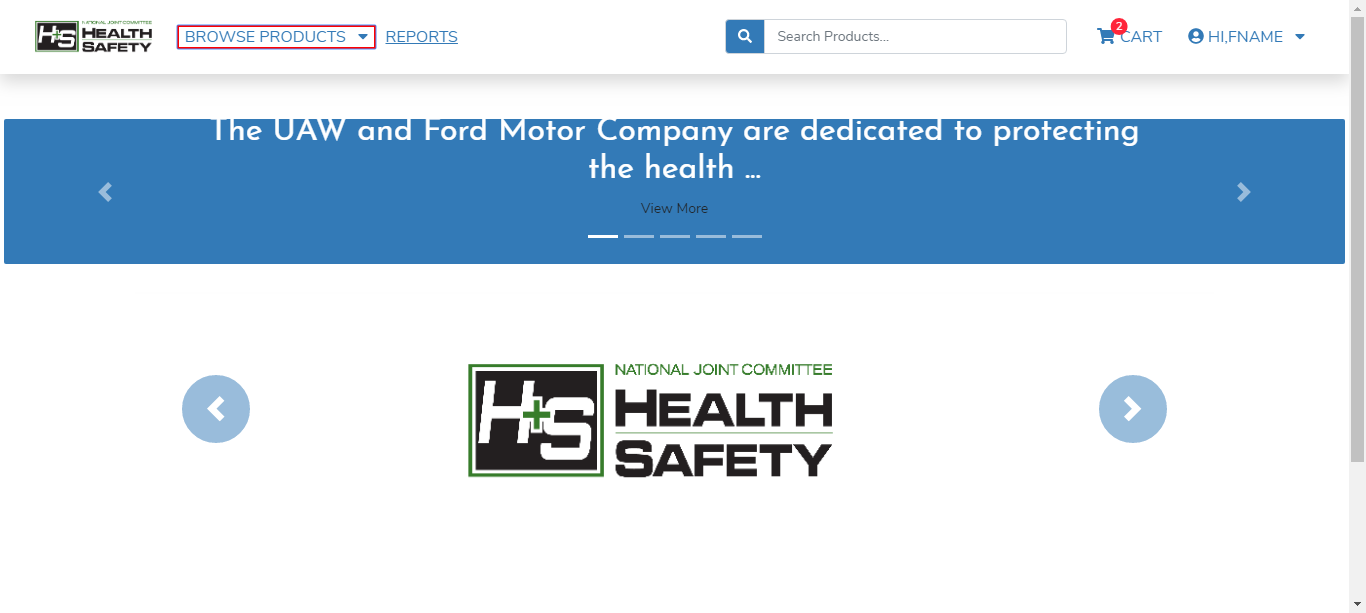 NATIONAL JOINT COMMITTEE
H+S HEALTH
SAFETY
BROWSE PRODUCTS
REPORTS
Search Products...
2
CART
HI,FNAME
The UAW and Ford Motor Company are dedicated to protecting
the health ...
View More
NATIONAL JOINT COMMITTEE
H+S HEALTH
SAFETY